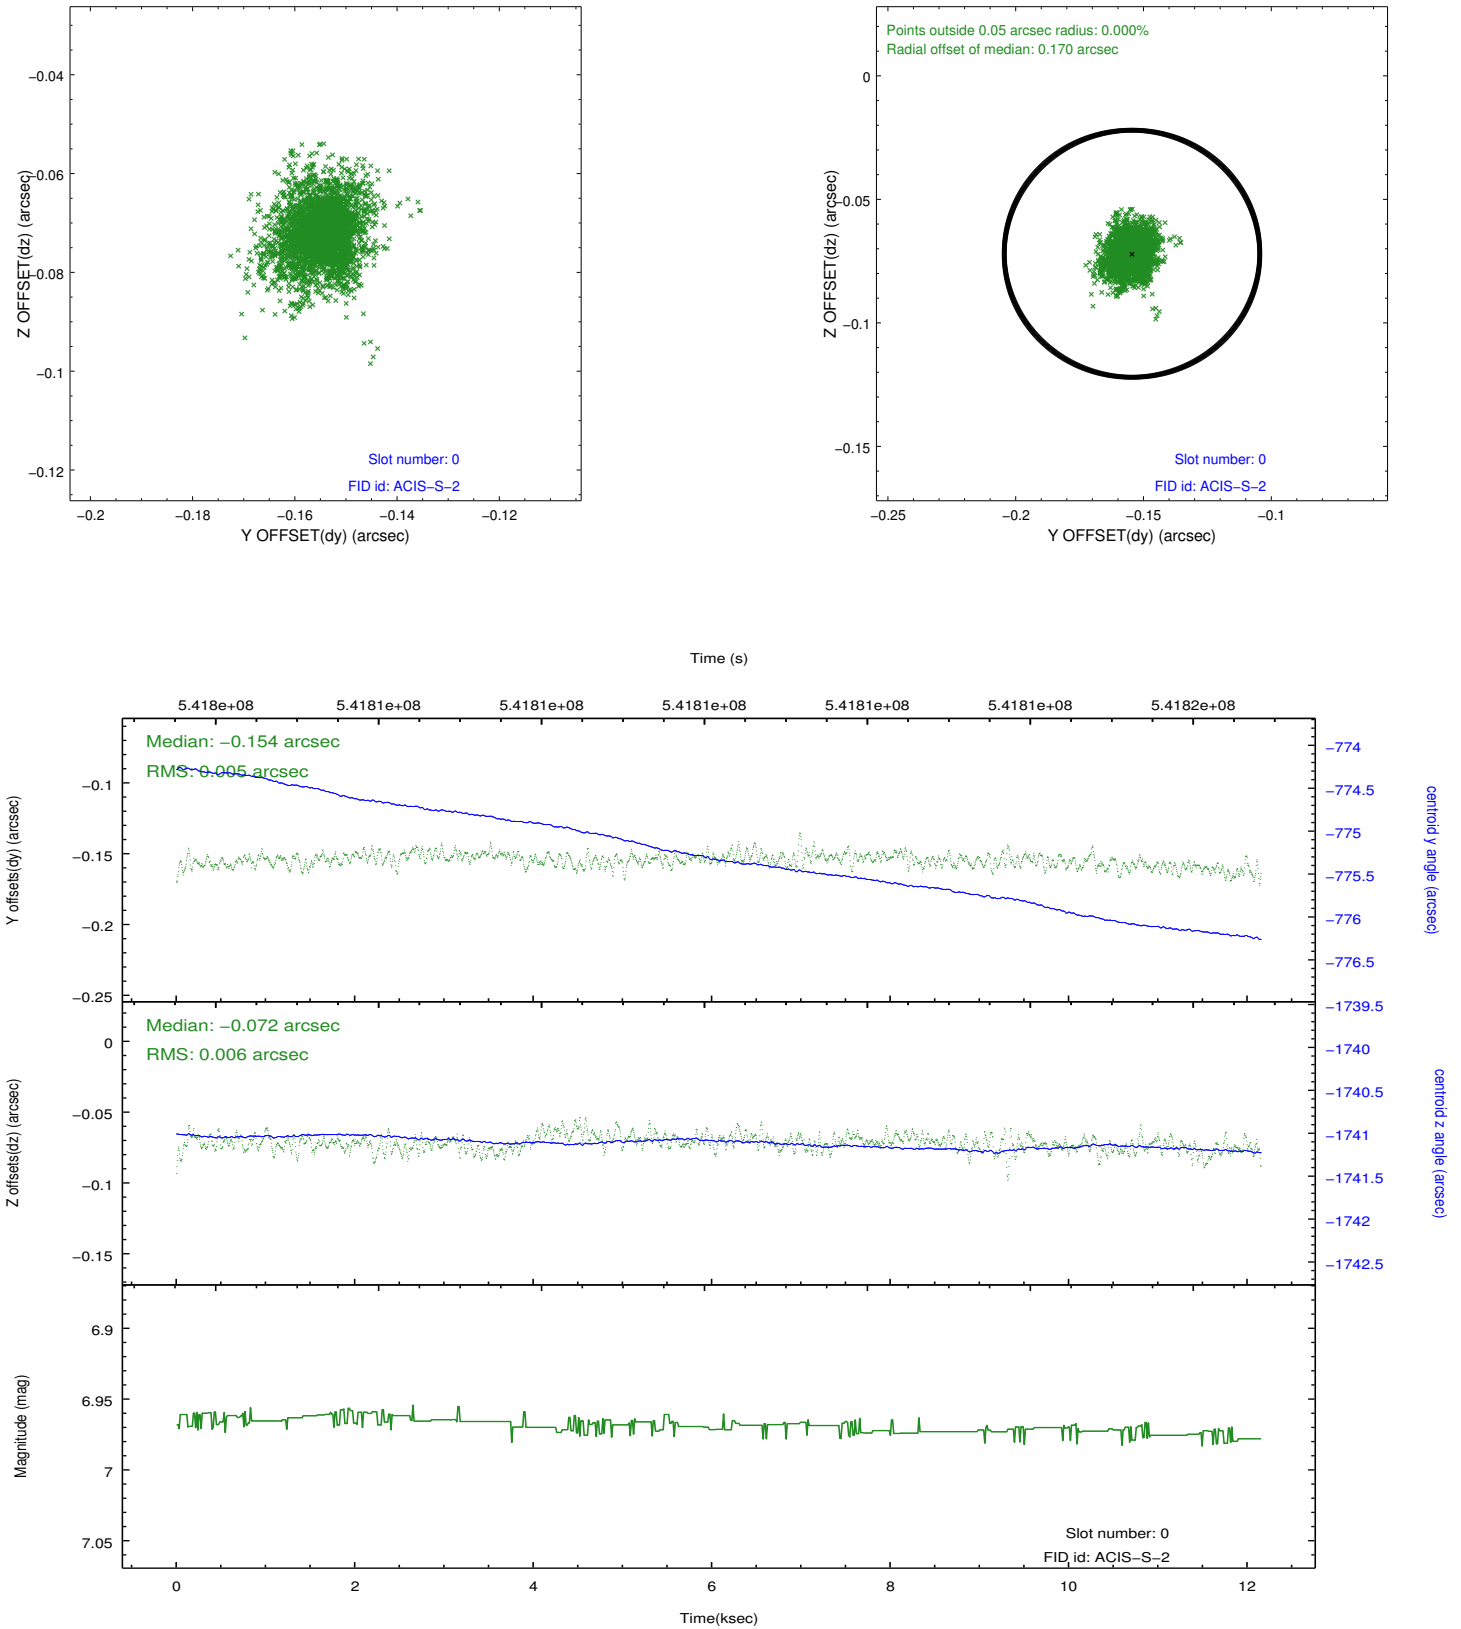 −0.04
−0.06
−0.08
−0.1
−0.12
Z OFFSET(dz) (arcsec)
Slot number: 0
FID id: ACIS−S−2
−0.2 −0.18 −0.16 −0.14 −0.12
Y OFFSET(dy) (arcsec)
Points outside 0.05 arcsec radius: 0.000%
Radial offset of median: 0.170 arcsec
0
−0.05
−0.1
−0.15
Z OFFSET(dz) (arcsec)
Slot number: 0
FID id: ACIS−S−2
−0.25 −0.2 −0.15 −0.1
Y OFFSET(dy) (arcsec)
Time (s)
5.418e+08 5.4181e+08 5.4181e+08 5.4181e+08 5.4181e+08 5.4181e+08 5.4182e+08
Median: −0.154 arcsec
RMS: 0.005 arcsec
−0.1
−0.15
−0.2
−0.25
Y offsets(dy) (arcsec)
−774
−774.5
−775
−775.5
−776
−776.5
centroid y angle (arcsec)
Median: −0.072 arcsec
RMS: 0.006 arcsec
0
−0.05
−0.1
−0.15
Z offsets(dz) (arcsec)
−1739.5
−1740
−1740.5
−1741
−1741.5
−1742
−1742.5
centroid z angle (arcsec)
6.9
6.95
7
7.05
Magnitude (mag)
Slot number: 0
FID id: ACIS−S−2
0 2 4 6 8 10 12
Time(ksec)